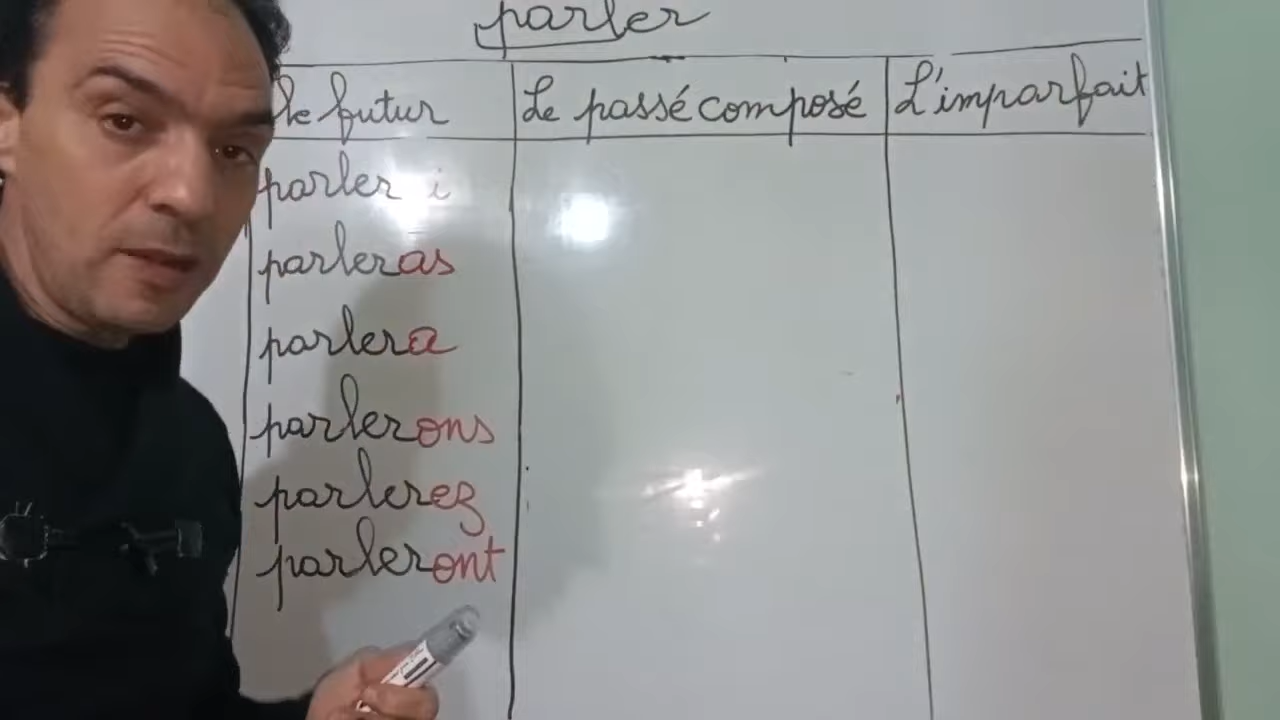 parler
le futur Le passé composé L'imparfait
parler i
parleras
parlera
parlerons
parlerez
parleront